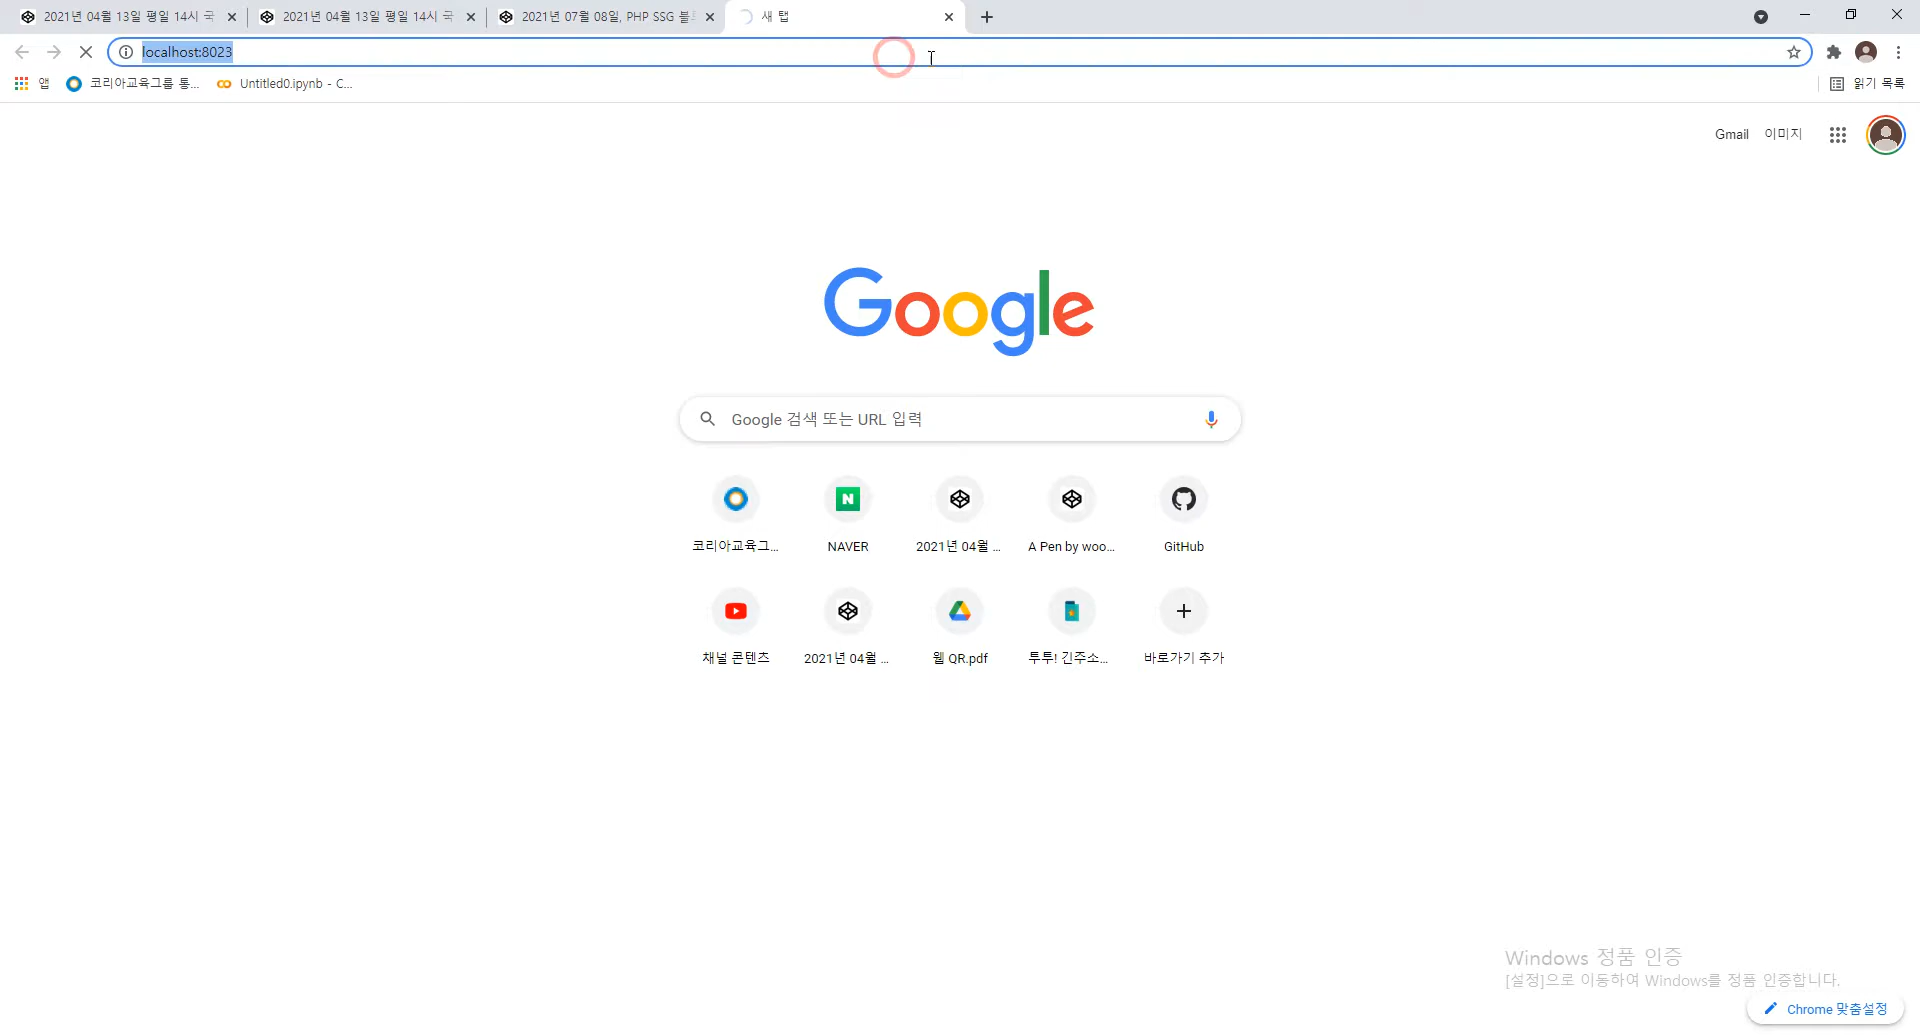 2021년 04월 13일 평일 14시 국
2021년 04월 13일 평일 14시 국
2021년 07월 08일, PHP SSG 블
새 탭
localhost:8023
앱
코리아교육그룹 통...
Untitled0.ipynb - C...
읽기 목록
Gmail
이미지
Google
Google 검색 또는 URL 입력
코리아교육그...
NAVER
2021년 04월 ...
A Pen by woo...
GitHub
채널 콘텐츠
2021년 04월 ...
웹 QR.pdf
투투! 긴주소...
바로가기 추가
Windows 정품 인증
[설정]으로 이동하여 Windows를 정품 인증합니다.
Chrome 맞춤설정